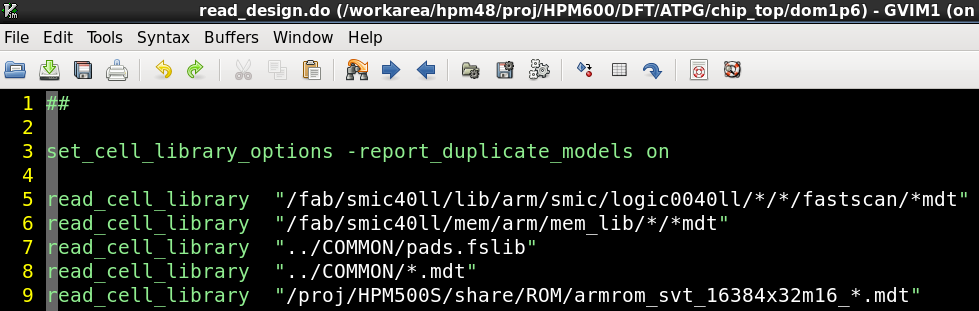 read_design.do (/workarea/hpm48/proj/HPM600/DFT/ATPG/chip_top/dom1p6) - GVIM1 (on
File Edit Tools Syntax Buffers Window Help
1 ##
2
3 set_cell_library_options -report_duplicate_models on
4
5 read_cell_library "/fab/smic40ll/lib/arm/smic/logic0040ll/*/*/fastscan/*mdt"
6 read_cell_library "/fab/smic40ll/mem/arm/mem_lib/*/*mdt"
7 read_cell_library "../COMMON/pads.fslib"
8 read_cell_library "../COMMON/*.mdt"
9 read_cell_library "/proj/HPM500S/share/ROM/armrom_svt_16384x32m16_*.mdt"